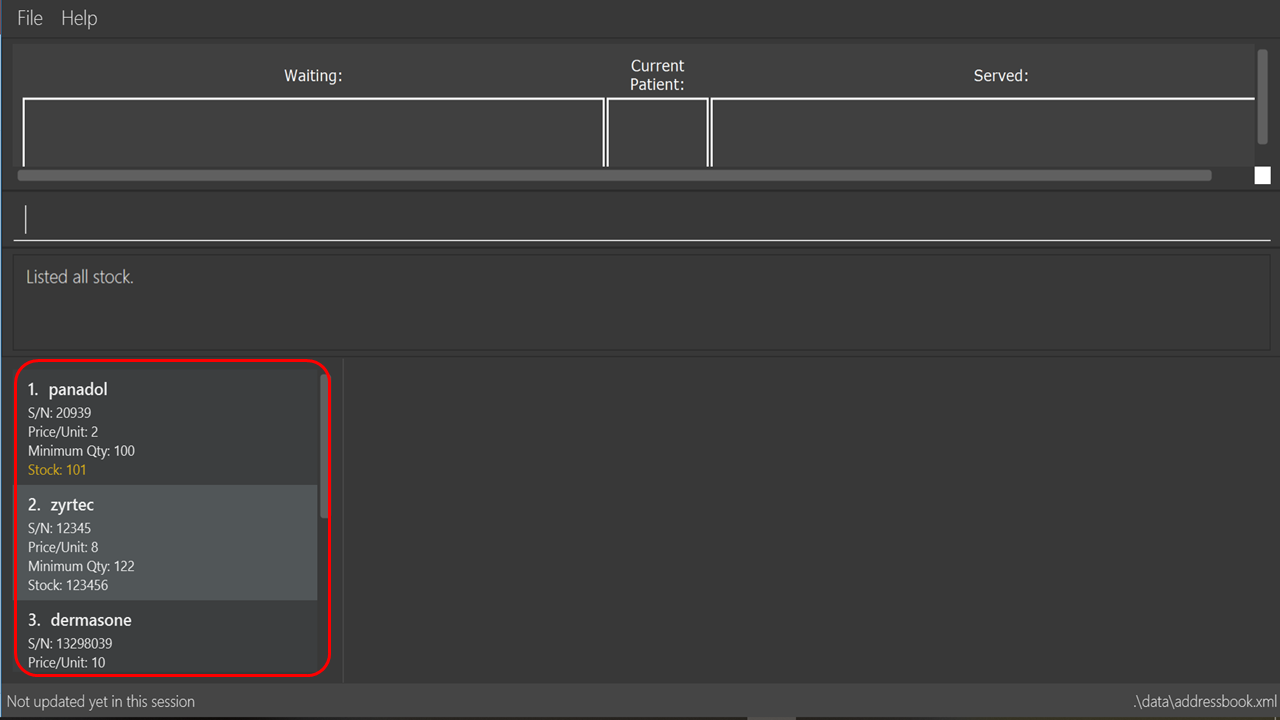 File Help
Waiting:
Current
Patient:
Served:
Listed all stock.
1. panadol
S/N: 20939
Price/Unit: 2
Minimum Qty: 100
Stock: 101
2. zyrtec
S/N: 12345
Price/Unit: 8
Minimum Qty: 122
Stock: 123456
3. dermasone
S/N: 13298039
Price/Unit: 10
Not updated yet in this session
.\data\addressbook.xml